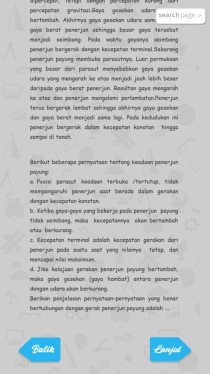 dipercepat, tetapi dengan percepatan kurang dari
percepatan gravitasi.Gaya gesekan udara
bertambah. Akhirnya gaya gesekan udara sama
gaya berat penerjun sehingga besar gaya tersebut
menjadi seimbang. Pada waktu gayanya seimbang
penerjun bergerak dengan kecepatan terminal.Sekarang
penerjun payung membuka parasutnya. Luar permukaan
yang besar dari parasut menyebabkan gaya gesekan
udara yang mengarah ke atas menjadi jauh lebih besar
daripada gaya berat penerjun. Resultan gaya mengarah
ke atas dan penerjun mengalami perlambatan.Penerjun
terus bergerak lambat sehingga akhirnya gaya gesekan
dan gaya berat menjadi sama lagi. Pada kedudukan ini
penerjun bergerak dalam kecepatan konstan hingga
sampai di tanah.
search page >
Berikut beberapa pernyataan tentang keadaan penerjun
payung:
a. Posisi parasut keadaan terbuka /tertutup, tidak
mempengaruhi penerjun saat berada dalam gerakan
dengan kecepatan konstan.
b. Ketika gaya-gaya yang bekerja pada penerjun payung
tidak seimbang maka kecepatannya akan bertambah
atau berkurang.
c. Kecepatan terminal adalah kecepatan gerakan dari
penerjun pada suatu saat yang nilainya tetap, dan
mencapai nilai maksimum.
d. Jika kelajuan gerakan penerjun payung bertambah,
maka gaya gesekan (gaya hambat) antara penerjun
dengan udara akan berkurang.
Berikan penjelasan pernyataan-pernyataan yang benar
berhubungan dengan gerak penerjun payung adalah ...
Balik
Lanjut